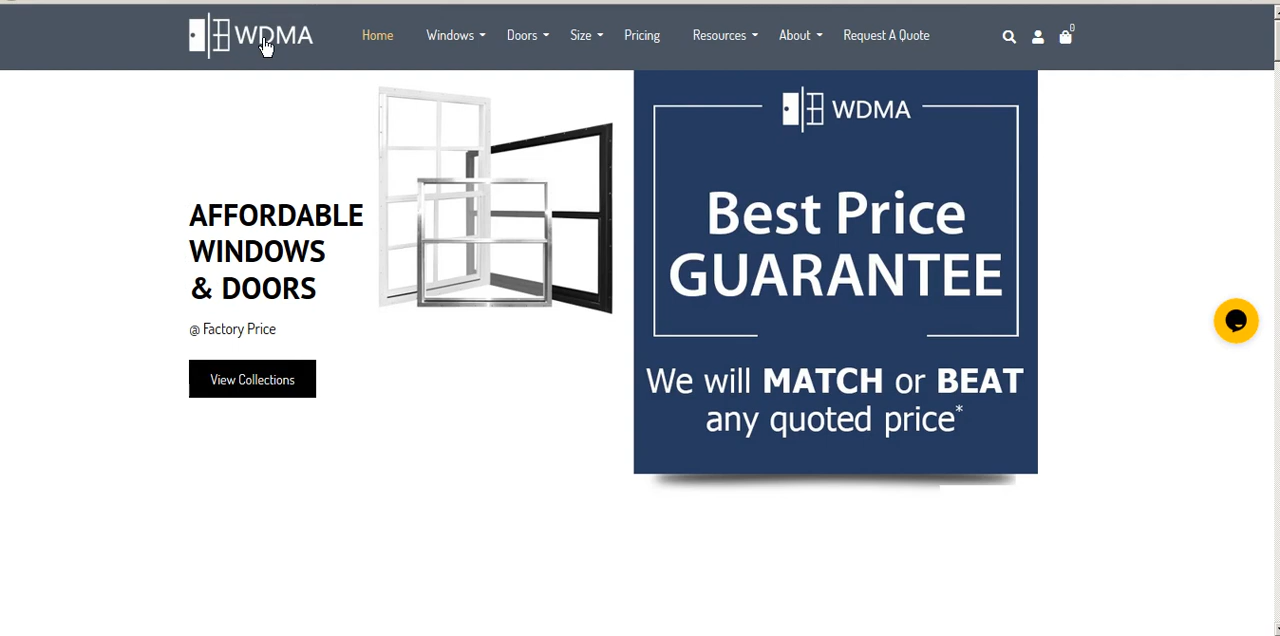 WDMA
Home Windows Doors Size Pricing Resources About Request A Quote
0
AFFORDABLE
WINDOWS
& DOORS
@ Factory Price
View Collections
WDMA
Best Price
GUARANTEE
We will MATCH or BEAT
any quoted price*